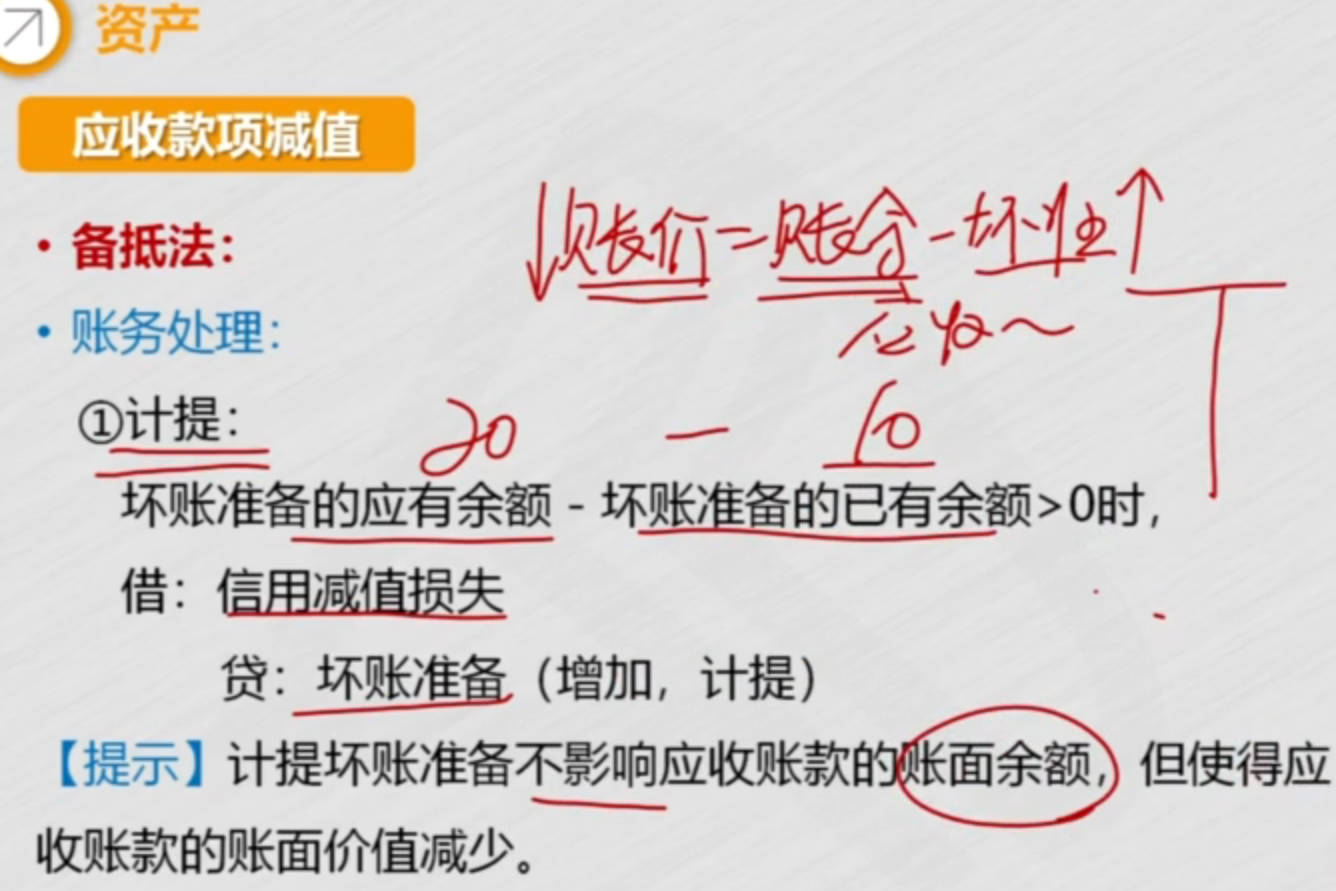 资产
应收款项减值
• 备抵法：
↓账价=账余-坏准↑
应收～
• 账务处理：
①计提：
20 - 10
坏账准备的应有余额 - 坏账准备的已有余额>0时，
借：信用减值损失
贷：坏账准备（增加，计提）
【提示】计提坏账准备不影响应收账款的账面余额，但使得应
收账款的账面价值减少。